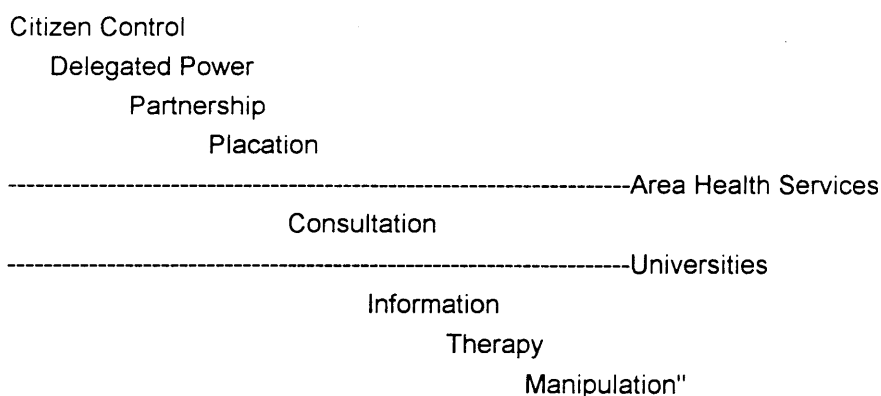 Citizen Control
Delegated Power
Partnership
Placation
--------------------------------------------------------------------Area Health Services
Consultation
--------------------------------------------------------------------Universities
Information
Therapy
Manipulation"